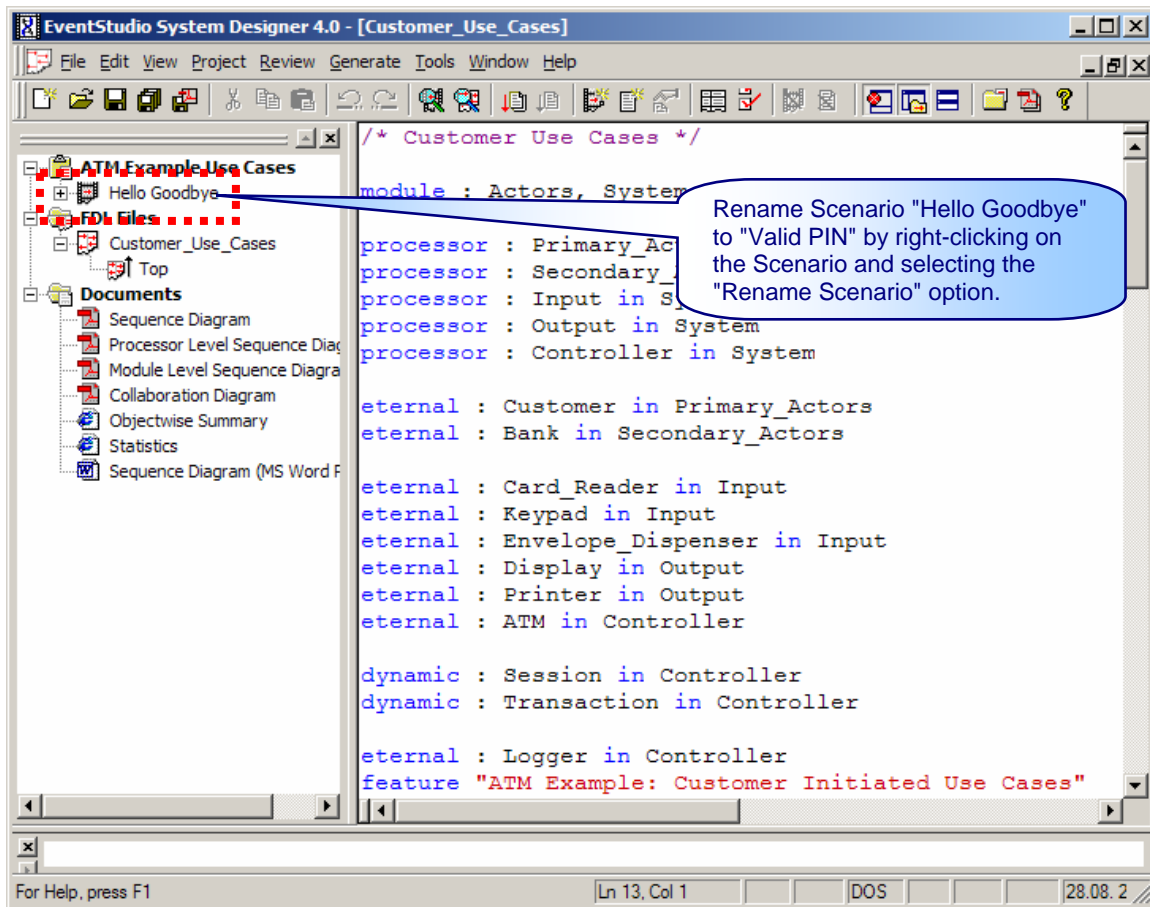 EventStudio System Designer 4.0 - [Customer_Use_Cases]
File Edit View Project Review Generate Tools Window Help
ATM Example Use Cases
Hello Goodbye
FDL Files
Customer_Use_Cases
Top
Documents
Sequence Diagram
Processor Level Sequence Diag
Module Level Sequence Diagra
Collaboration Diagram
Objectwise Summary
Statistics
Sequence Diagram (MS Word F
/* Customer Use Cases */
module : Actors, System
processor : Primary_Ac
processor : Secondary_
processor : Input in S
processor : Output in System
processor : Controller in System
eternal : Customer in Primary_Actors
eternal : Bank in Secondary_Actors
eternal : Card_Reader in Input
eternal : Keypad in Input
eternal : Envelope_Dispenser in Input
eternal : Display in Output
eternal : Printer in Output
eternal : ATM in Controller
dynamic : Session in Controller
dynamic : Transaction in Controller
eternal : Logger in Controller
feature "ATM Example: Customer Initiated Use Cases"
Rename Scenario "Hello Goodbye"
to "Valid PIN" by right-clicking on
the Scenario and selecting the
"Rename Scenario" option.
For Help, press F1
Ln 13, Col 1
DOS
28.08. 2